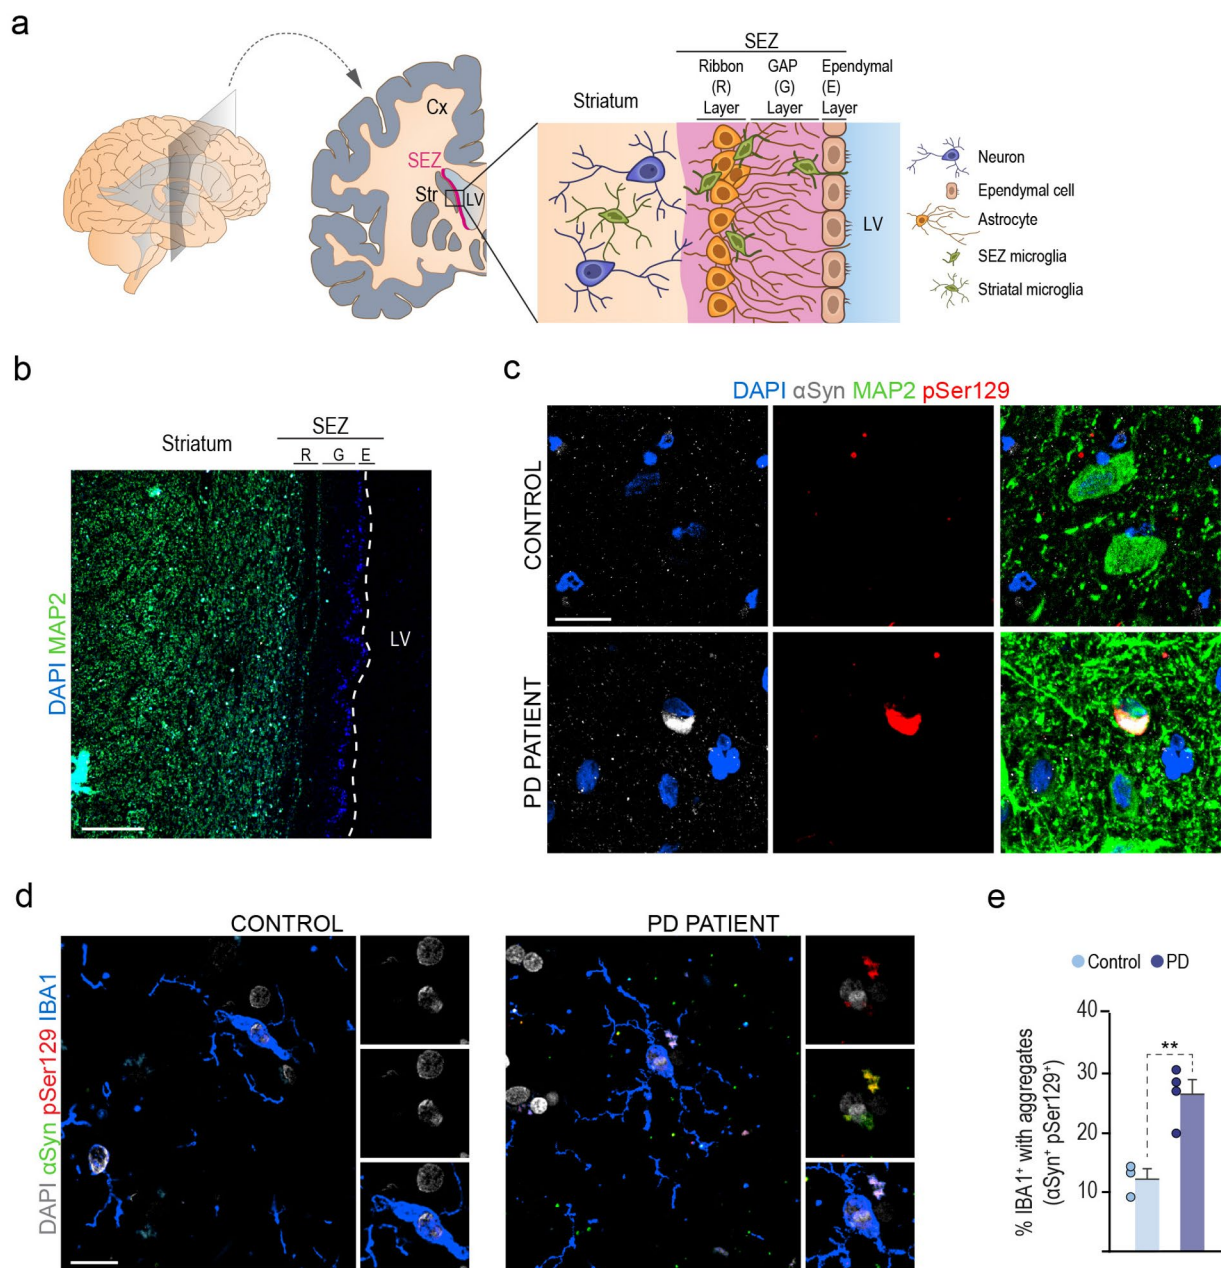 a
SEZ
Ribbon
(R)
Layer
GAP
(G)
Layer
Ependymal
(E)
Layer
Striatum
Cx
SEZ
Str
LV
LV
Neuron
Ependymal cell
Astrocyte
SEZ microglia
Striatal microglia
b
Striatum
SEZ
R G E
DAPI MAP2
LV
c
DAPI αSyn MAP2 pSer129
CONTROL
PD PATIENT
d
CONTROL
PD PATIENT
DAPI αSyn pSer129 IBA1
e
Control PD
% IBA1⁺ with aggregates
(αSyn⁺ pSer129⁺)
40
30
20
10
**